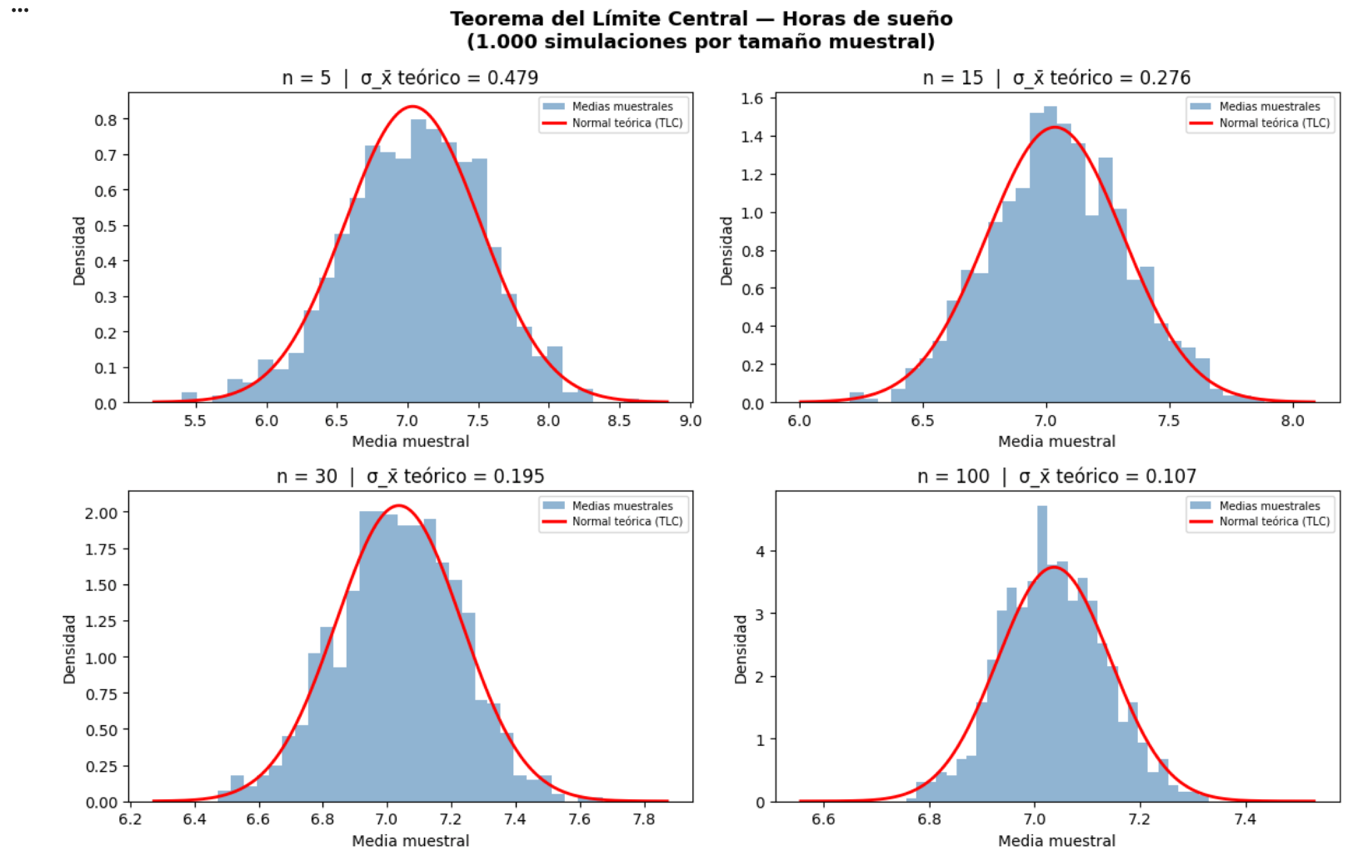 ...
Teorema del Límite Central — Horas de sueño
(1.000 simulaciones por tamaño muestral)
n = 5 | σ_x̄ teórico = 0.479
Densidad
0.8
0.7
0.6
0.5
0.4
0.3
0.2
0.1
0.0
Medias muestrales
Normal teórica (TLC)
5.5 6.0 6.5 7.0 7.5 8.0 8.5 9.0
Media muestral
n = 15 | σ_x̄ teórico = 0.276
Densidad
1.6
1.4
1.2
1.0
0.8
0.6
0.4
0.2
0.0
Medias muestrales
Normal teórica (TLC)
6.0 6.5 7.0 7.5 8.0
Media muestral
n = 30 | σ_x̄ teórico = 0.195
Densidad
2.00
1.75
1.50
1.25
1.00
0.75
0.50
0.25
0.00
Medias muestrales
Normal teórica (TLC)
6.2 6.4 6.6 6.8 7.0 7.2 7.4 7.6 7.8
Media muestral
n = 100 | σ_x̄ teórico = 0.107
Densidad
4
3
2
1
0
Medias muestrales
Normal teórica (TLC)
6.6 6.8 7.0 7.2 7.4
Media muestral